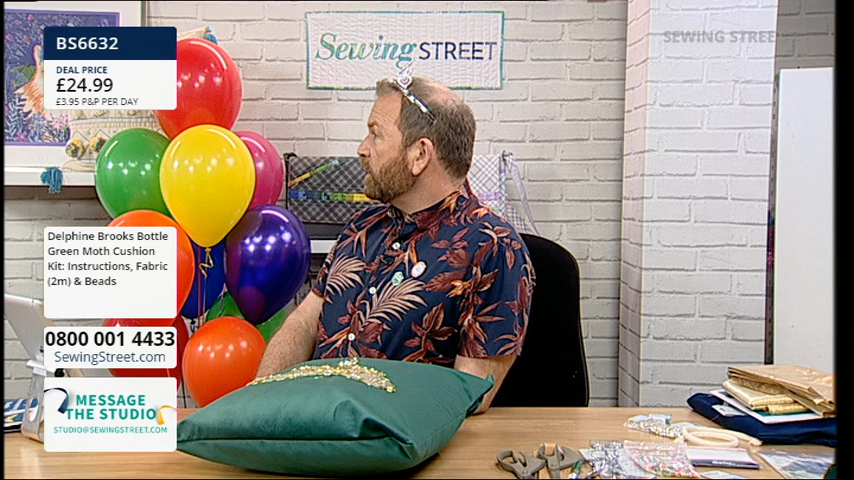 BS6632
DEAL PRICE
£24.99
£3.95 P&P PER DAY
Sewing STREET
SEWING STREE
Delphine Brooks Bottle
Green Moth Cushion
Kit: Instructions, Fabric
(2m) & Beads
0800 001 4433
SewingStreet.com
MESSAGE
THE STUDIO
STUDIO@SEWINGSTREET.COM